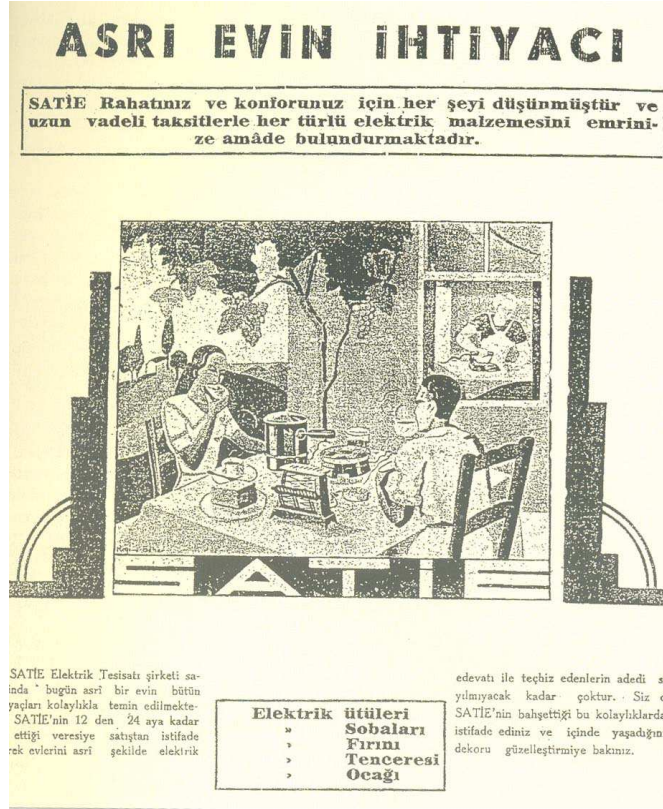 ASRİ EVİN İHTİYACI
SATİE Rahatınız ve konforunuz için her şeyi düşünmüştür ve
uzun vadeli taksitlerle her türlü elektrik malzemesini emrini-
ze amâde bulundurmaktadır.
SATİE
SATİE Elektrik Tesisatı şirketi sa-
inda bugün asrî bir evin bütün
yaçları kolaylıkla temin edilmekte-
SATİE'nin 12 den 24 aya kadar
ettiği veresiye satıştan istifade
rek evlerini asrî şekilde elektrik
Elektrik ütüleri
» Sobaları
› Fırını
› Tenceresi
› Ocağı
edevatı ile teçhiz edenlerin adedi s
yılmıyacak kadar çoktur. Siz d
SATİE'nin bahşettiği bu kolaylıklarda
istifade ediniz ve içinde yaşadığın
dekoru güzelleştirmiye bakınız.